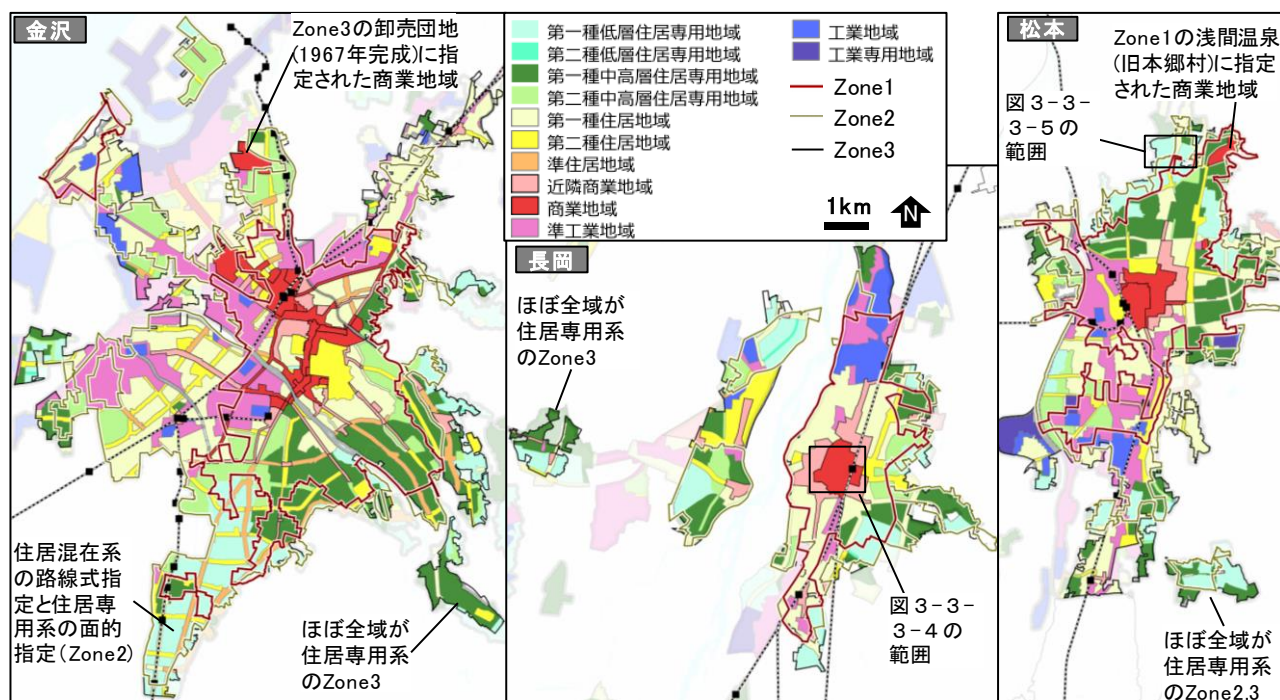 金沢
Zone3の卸売団地
(1967年完成)に指
定された商業地域
住居混在系
の路線式指
定と住居専
用系の面的
指定(Zone2)
ほぼ全域が
住居専用系
のZone3
第一種低層住居専用地域
第二種低層住居専用地域
第一種中高層住居専用地域
第二種中高層住居専用地域
第一種住居地域
第二種住居地域
準住居地域
近隣商業地域
商業地域
準工業地域
工業地域
工業専用地域
Zone1
Zone2
Zone3
1km
N
長岡
ほぼ全域が
住居専用系
のZone3
図3-3-
3-4の
範囲
松本
Zone1の浅間温泉
(旧本郷村)に指定
された商業地域
図3-3-
3-5の
範囲
ほぼ全域が
住居専用系
のZone2,3